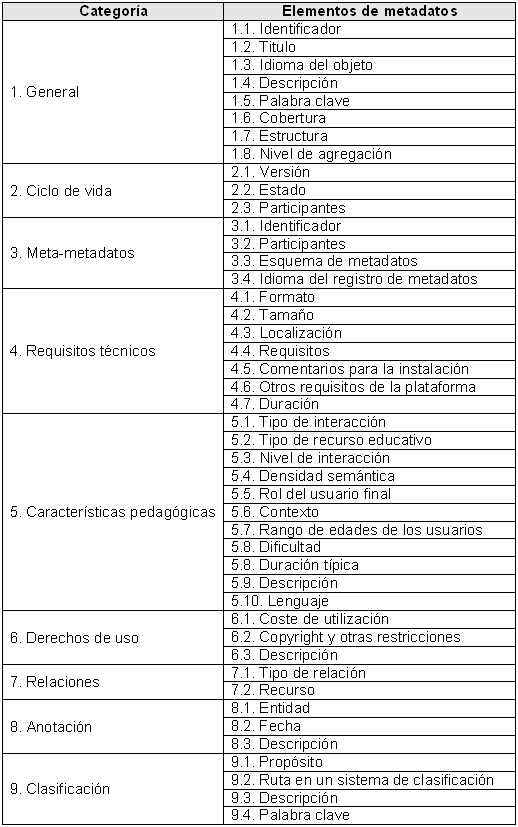 Categoría Elementos de metadatos
1. General
1.1. Identificador
1.2. Titulo
1.3. Idioma del objeto
1.4. Descripción
1.5. Palabra clave
1.6. Cobertura
1.7. Estructura
1.8. Nivel de agregación
2. Ciclo de vida
2.1. Versión
2.2. Estado
2.3. Participantes
3. Meta-metadatos
3.1. Identificador
3.2. Participantes
3.3. Esquema de metadatos
3.4. Idioma del registro de metadatos
4. Requisitos técnicos
4.1. Formato
4.2. Tamaño
4.3. Localización
4.4. Requisitos
4.5. Comentarios para la instalación
4.6. Otros requisitos de la plataforma
4.7. Duración
5. Características pedagógicas
5.1. Tipo de interacción
5.2. Tipo de recurso educativo
5.3. Nivel de interacción
5.4. Densidad semántica
5.5. Rol del usuario final
5.6. Contexto
5.7. Rango de edades de los usuarios
5.8. Dificultad
5.8. Duración típica
5.9. Descripción
5.10. Lenguaje
6. Derechos de uso
6.1. Coste de utilización
6.2. Copyright y otras restricciones
6.3. Descripción
7. Relaciones
7.1. Tipo de relación
7.2. Recurso
8. Anotación
8.1. Entidad
8.2. Fecha
8.3. Descripción
9. Clasificación
9.1. Propósito
9.2. Ruta en un sistema de clasificación
9.3. Descripción
9.4. Palabra clave